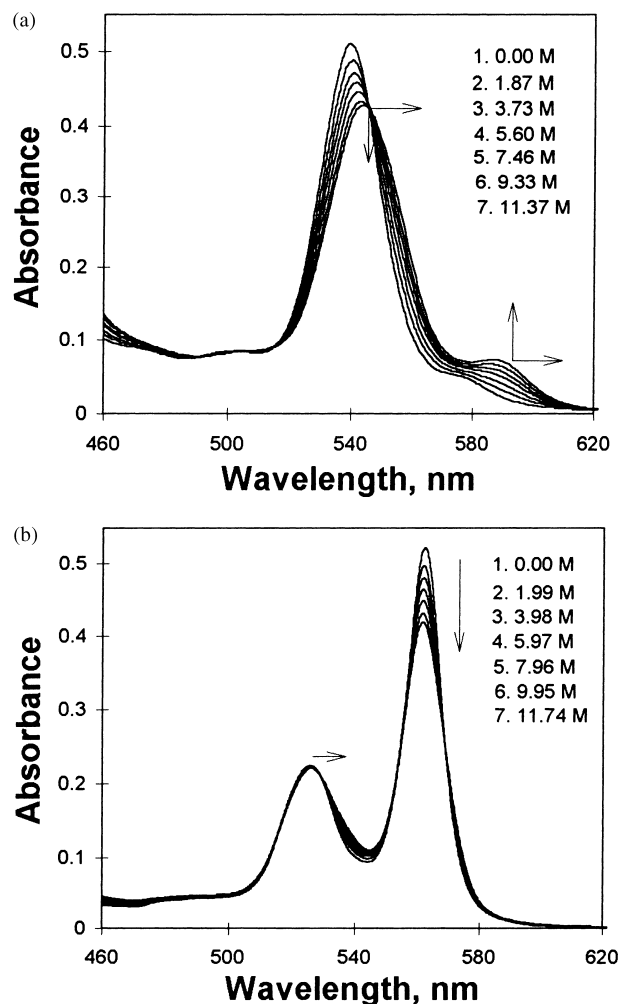 (a)
Absorbance
0.5
0.4
0.3
0.2
0.1
0
1. 0.00 M
2. 1.87 M
3. 3.73 M
4. 5.60 M
5. 7.46 M
6. 9.33 M
7. 11.37 M
460 500 540 580 620
Wavelength, nm
(b)
Absorbance
0.5
0.4
0.3
0.2
0.1
0
1. 0.00 M
2. 1.99 M
3. 3.98 M
4. 5.97 M
5. 7.96 M
6. 9.95 M
7. 11.74 M
460 500 540 580 620
Wavelength, nm